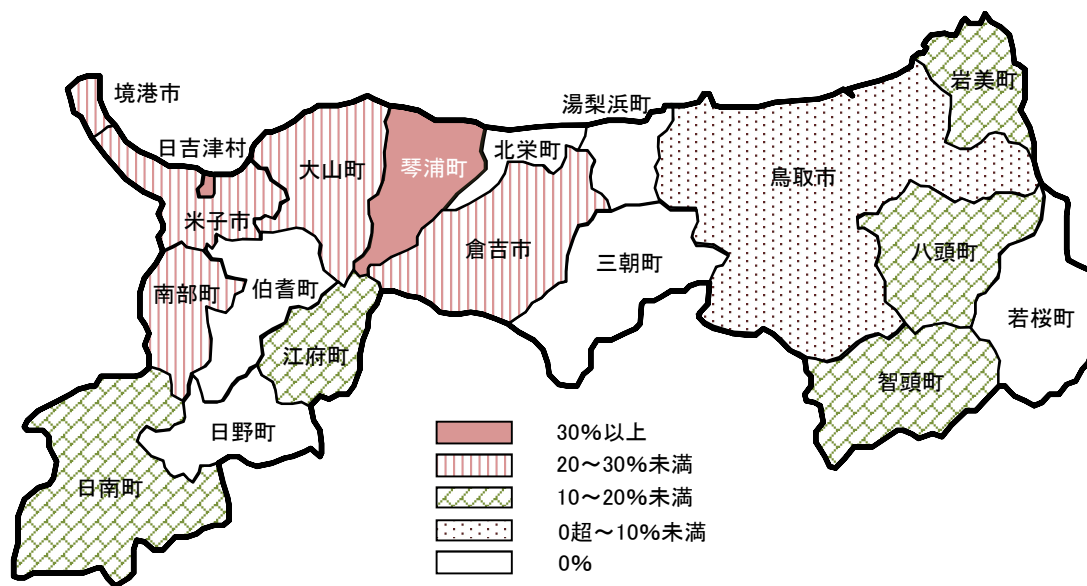 岩美町
境港市
湯梨浜町
日吉津村
北栄町
大山町
琴浦町
鳥取市
米子市
倉吉市
八頭町
三朝町
伯耆町
南部町
若桜町
江府町
智頭町
日野町
日南町
30%以上
20～30%未満
10～20%未満
0超～10%未満
0%